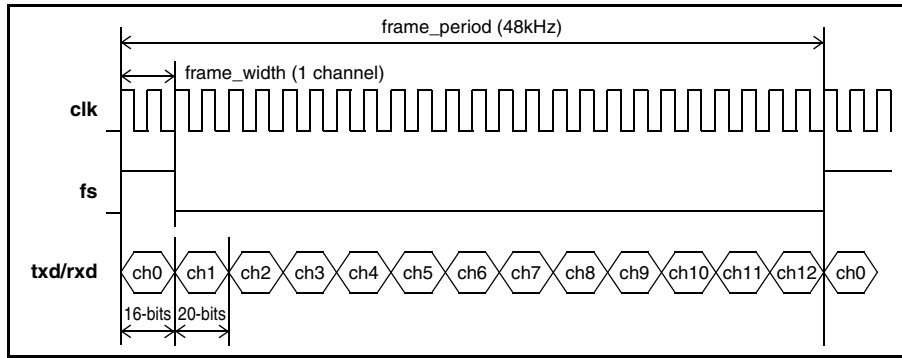 frame_period (48kHz)
frame_width (1 channel)
clk
fs
txd/rxd
ch0 ch1 ch2 ch3 ch4 ch5 ch6 ch7 ch8 ch9 ch10 ch11 ch12 ch0
16-bits 20-bits